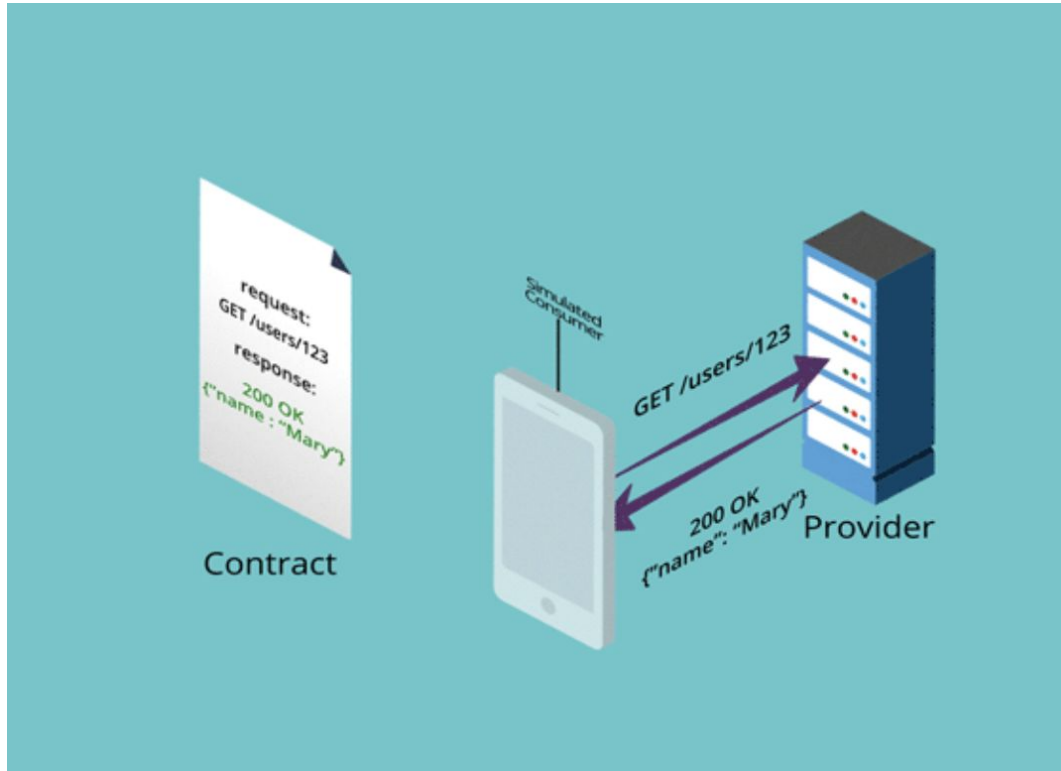 request:
GET /users/123
response:
200 OK
{"name : “Mary"}
Contract
Simulated
Consumer
GET /users/123
200 OK
{"name”: “Mary"}
Provider